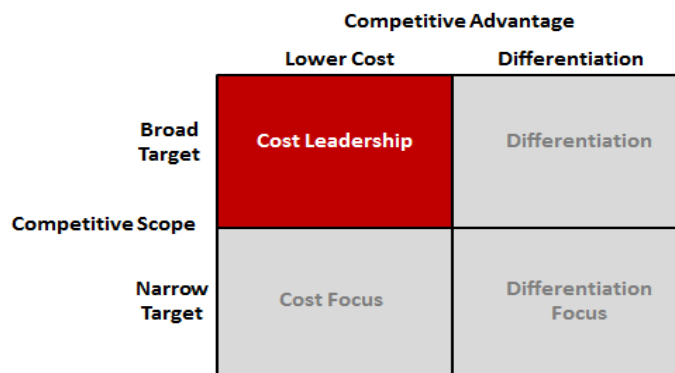 Competitive Advantage
Lower Cost
Differentiation
Broad
Target
Cost Leadership
Differentiation
Competitive Scope
Narrow
Target
Cost Focus
Differentiation
Focus